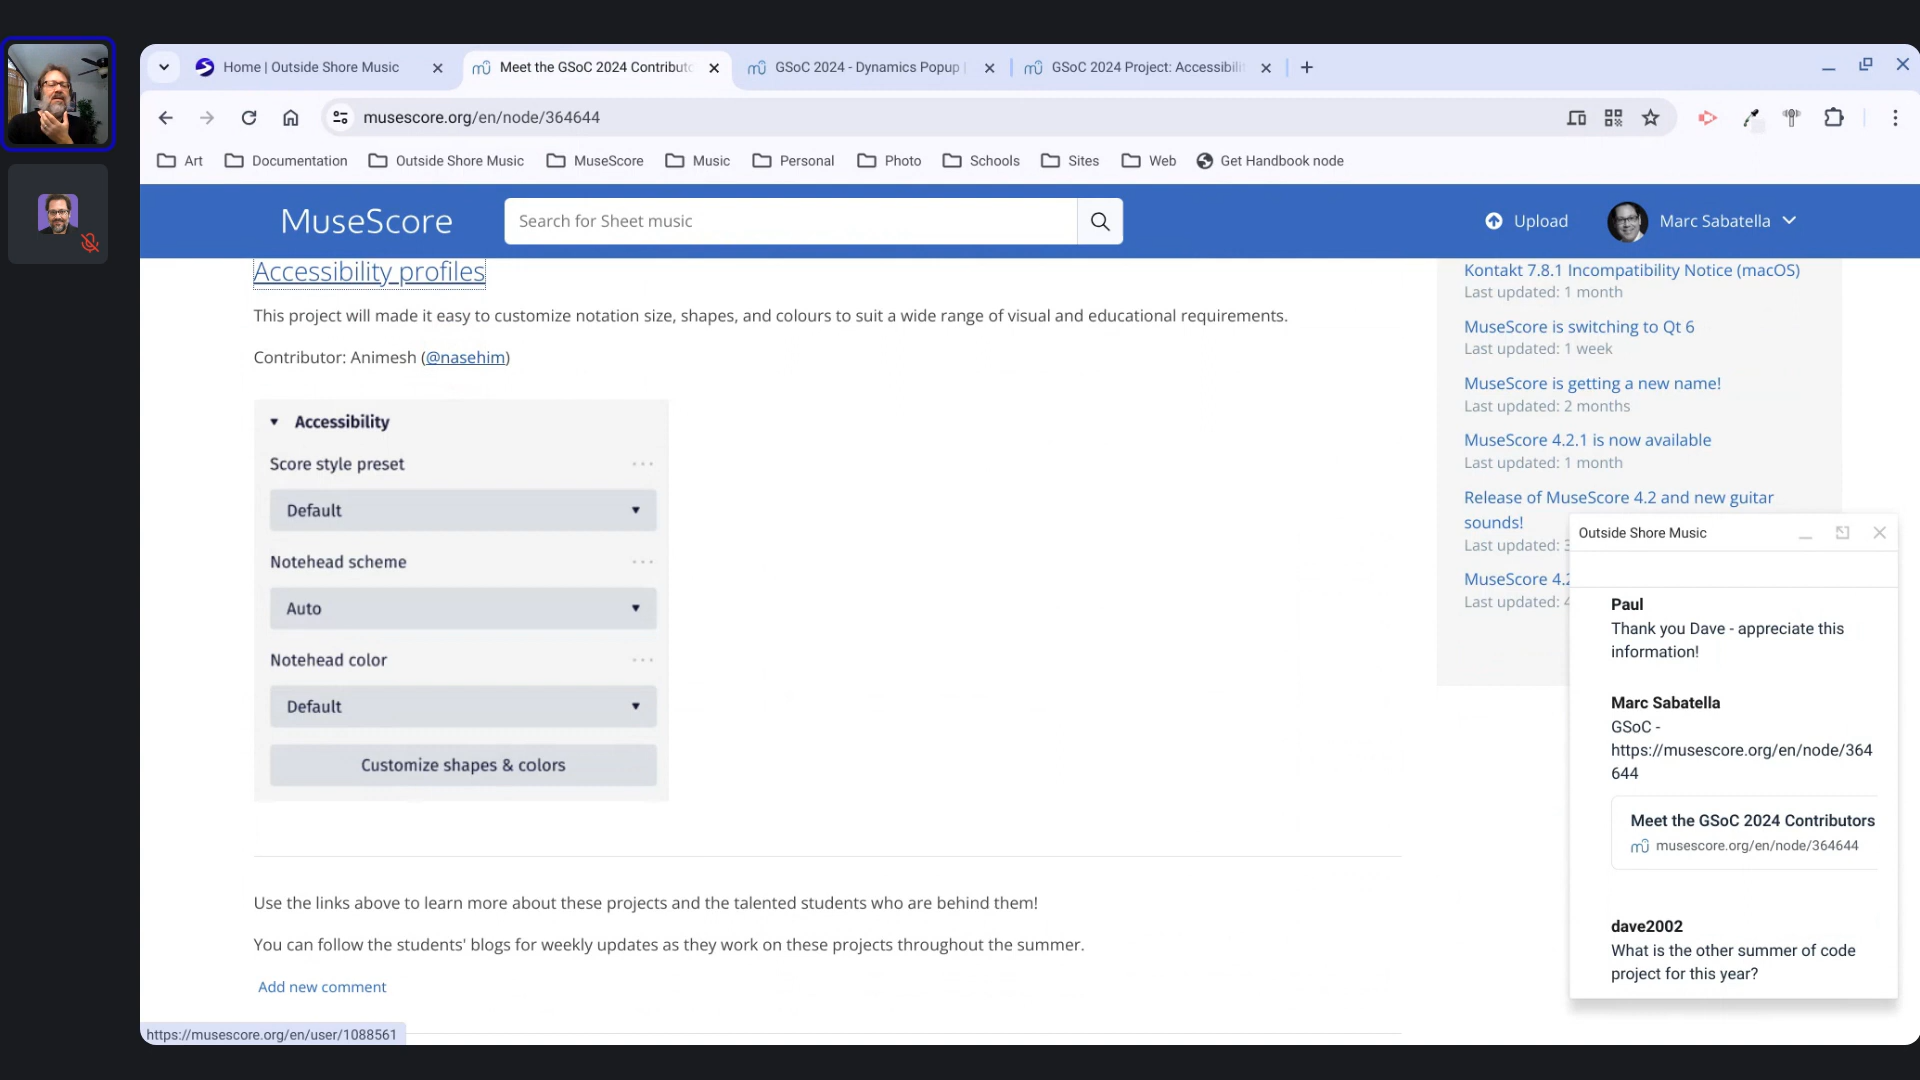 Home | Outside Shore Music
Meet the GSoC 2024 Contribut
GSoC 2024 - Dynamics Popup |
GSoC 2024 Project: Accessibili
musescore.org/en/node/364644
Art
Documentation
Outside Shore Music
MuseScore
Music
Personal
Photo
Schools
Sites
Web
Get Handbook node
MuseScore
Search for Sheet music
Upload
Marc Sabatella
Accessibility profiles
This project will made it easy to customize notation size, shapes, and colours to suit a wide range of visual and educational requirements.
Contributor: Animesh (@nasehim)
Accessibility
Score style preset
Default
Notehead scheme
Auto
Notehead color
Default
Customize shapes & colors
Use the links above to learn more about these projects and the talented students who are behind them!
You can follow the students' blogs for weekly updates as they work on these projects throughout the summer.
Add new comment
https://musescore.org/en/user/1088561
Kontakt 7.8.1 Incompatibility Notice (macOS)
Last updated: 1 month
MuseScore is switching to Qt 6
Last updated: 1 week
MuseScore is getting a new name!
Last updated: 2 months
MuseScore 4.2.1 is now available
Last updated: 1 month
Release of MuseScore 4.2 and new guitar
sounds!
Last updated:
MuseScore 4.2
Last updated: 4
Outside Shore Music
Paul
Thank you Dave - appreciate this
information!
Marc Sabatella
GSoC -
https://musescore.org/en/node/364
644
Meet the GSoC 2024 Contributors
musescore.org/en/node/364644
dave2002
What is the other summer of code
project for this year?